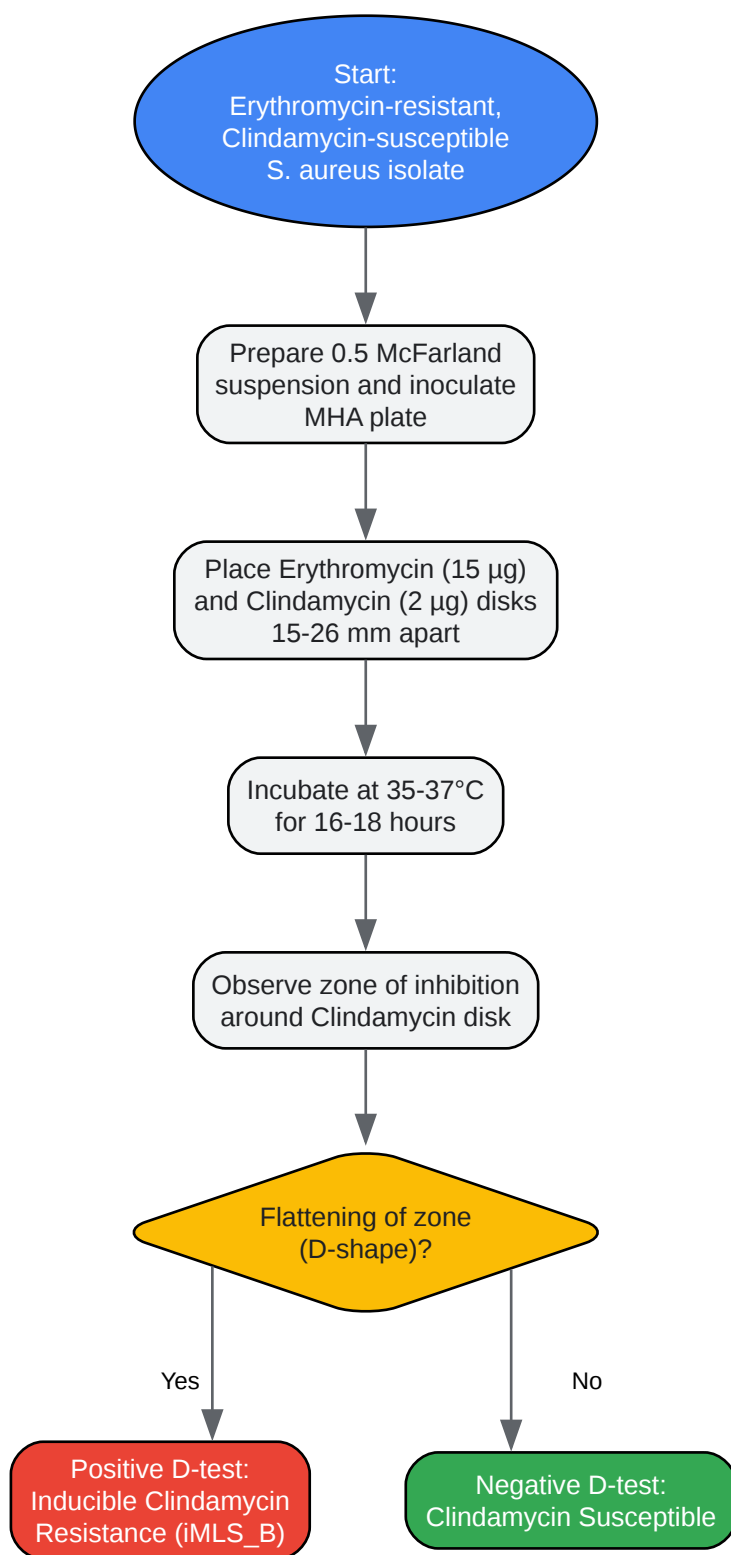 Start:
Erythromycin-resistant,
Clindamycin-susceptible
S. aureus isolate
Prepare 0.5 McFarland
suspension and inoculate
MHA plate
Place Erythromycin (15 µg)
and Clindamycin (2 µg) disks
15-26 mm apart
Incubate at 35-37°C
for 16-18 hours
Observe zone of inhibition
around Clindamycin disk
Flattening of zone
(D-shape)?
Yes
No
Positive D-test:
Inducible Clindamycin
Resistance (iMLS_B)
Negative D-test:
Clindamycin Susceptible